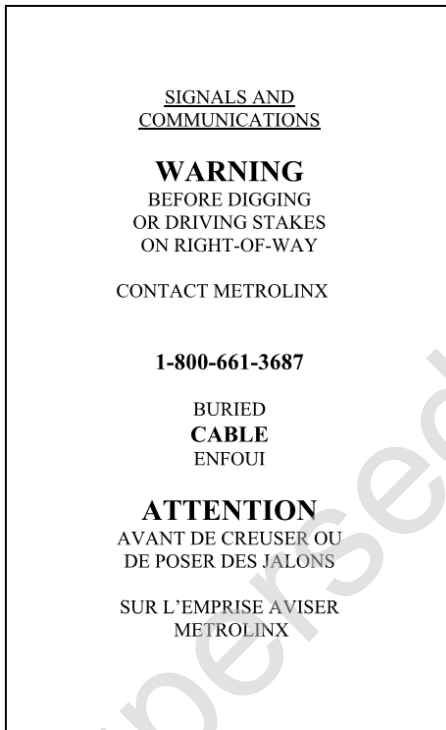 SIGNALS AND
COMMUNICATIONS
WARNING
BEFORE DIGGING
OR DRIVING STAKES
ON RIGHT-OF-WAY
CONTACT METROLINX
1-800-661-3687
BURIED
CABLE
ENFOUI
ATTENTION
AVANT DE CREUSER OU
DE POSER DES JALONS
SUR L’EMPRISE AVISER
METROLINX